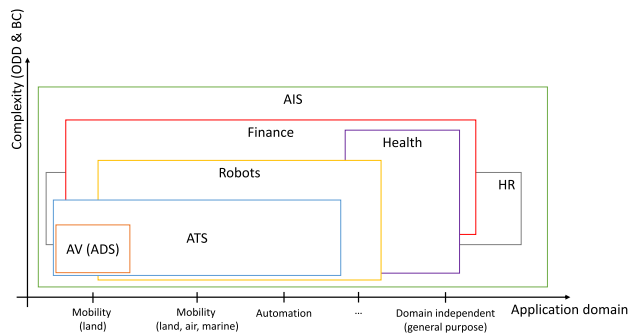 Complexity (ODD & BC)
AIS
Finance
Health
Robots
HR
ATS
AV (ADS)
Mobility
(land)
Mobility
(land, air, marine)
Automation
...
Domain independent
(general purpose)
Application domain